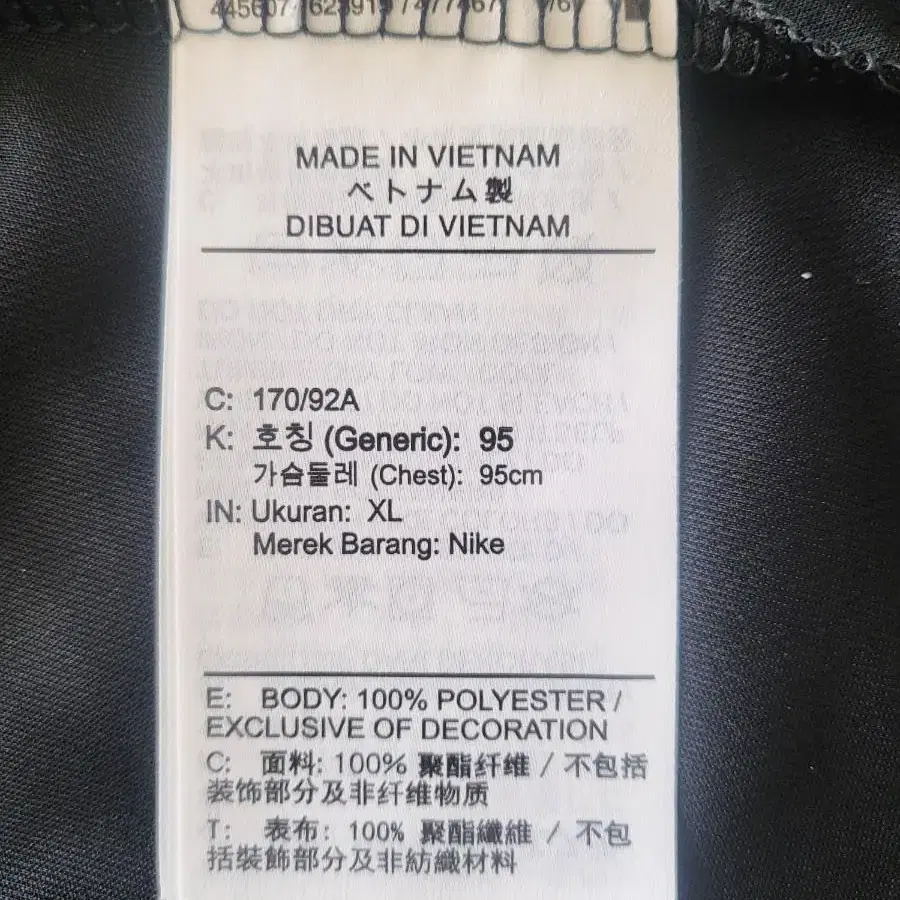 MADE IN VIETNAM
ベトナム製
DIBUAT DI VIETNAM
C: 170/92A
K: 호칭 (Generic): 95
가슴둘레 (Chest): 95cm
IN: Ukuran: XL
Merek Barang: Nike
E: BODY: 100% POLYESTER /
EXCLUSIVE OF DECORATION
C: 面料: 100% 聚酯纤维 / 不包括
装饰部分及非纤维物质
T: 表布: 100% 聚酯纖維 / 不包
括裝飾部分及非紡織材料